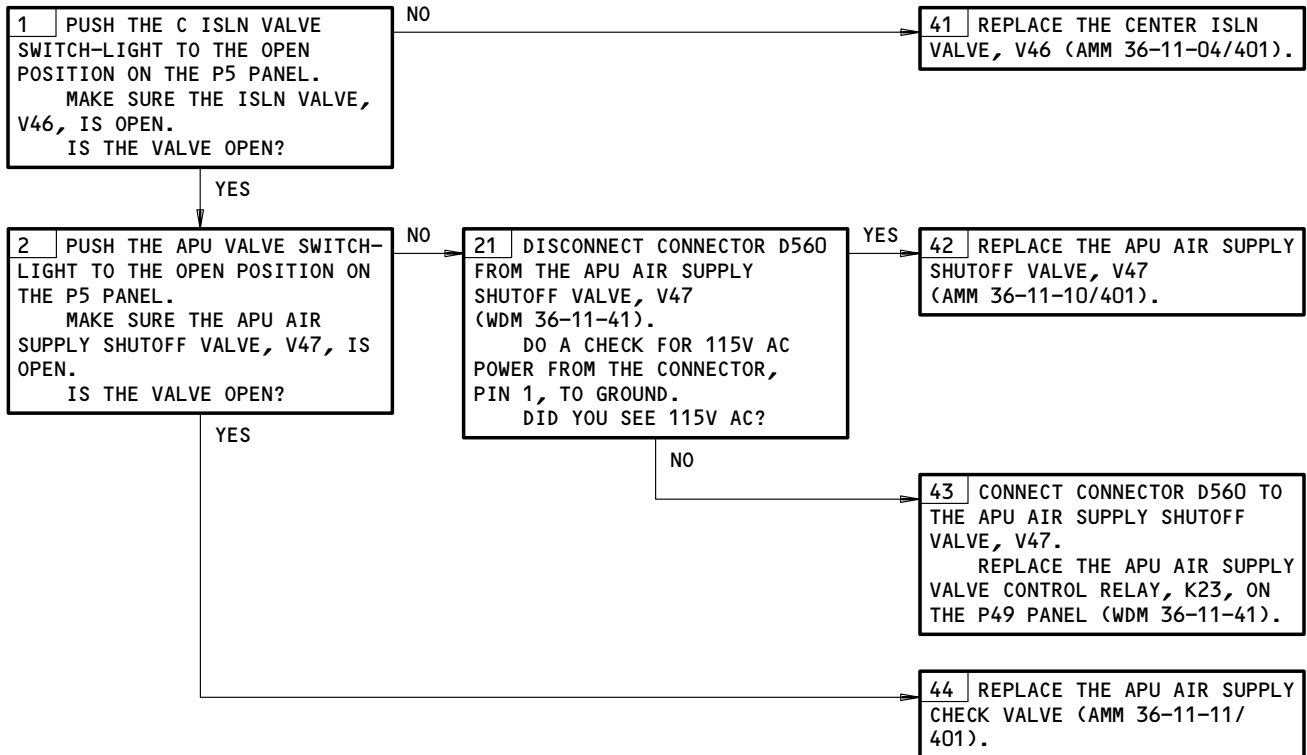 1 PUSH THE C ISLN VALVE
SWITCH-LIGHT TO THE OPEN
POSITION ON THE P5 PANEL.
MAKE SURE THE ISLN VALVE,
V46, IS OPEN.
IS THE VALVE OPEN?
NO
41 REPLACE THE CENTER ISLN
VALVE, V46 (AMM 36-11-04/401).
YES
2 PUSH THE APU VALVE SWITCH-
LIGHT TO THE OPEN POSITION ON
THE P5 PANEL.
MAKE SURE THE APU AIR
SUPPLY SHUTOFF VALVE, V47, IS
OPEN.
IS THE VALVE OPEN?
NO
21 DISCONNECT CONNECTOR D560
FROM THE APU AIR SUPPLY
SHUTOFF VALVE, V47
(WDM 36-11-41).
DO A CHECK FOR 115V AC
POWER FROM THE CONNECTOR,
PIN 1, TO GROUND.
DID YOU SEE 115V AC?
YES
42 REPLACE THE APU AIR SUPPLY
SHUTOFF VALVE, V47
(AMM 36-11-10/401).
YES
NO
43 CONNECT CONNECTOR D560 TO
THE APU AIR SUPPLY SHUTOFF
VALVE, V47.
REPLACE THE APU AIR SUPPLY
VALVE CONTROL RELAY, K23, ON
THE P49 PANEL (WDM 36-11-41).
44 REPLACE THE APU AIR SUPPLY
CHECK VALVE (AMM 36-11-11/
401).